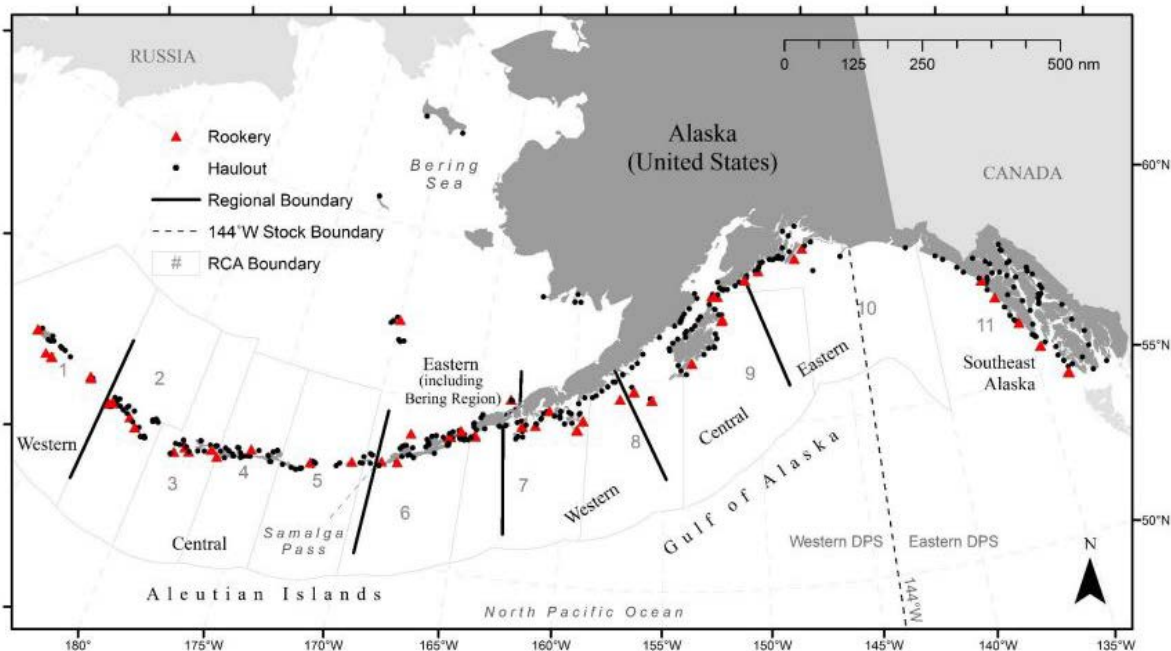 RUSSIA
0 125 250 500 nm
Rookery
Haulout
Regional Boundary
144°W Stock Boundary
# RCA Boundary
Bering
Sea
Alaska
(United States)
CANADA
60°N
55°N
50°N
1
2
3
4
5
6
7
8
9
10
11
Western
Central
Samalga
Pass
Eastern
(including
Bering Region)
Western
Central
Eastern
Southeast
Alaska
Gulf of Alaska
Aleutian Islands
North Pacific Ocean
Western DPS
Eastern DPS
144°W
N
180° 175°W 170°W 165°W 160°W 155°W 150°W 145°W 140°W 135°W